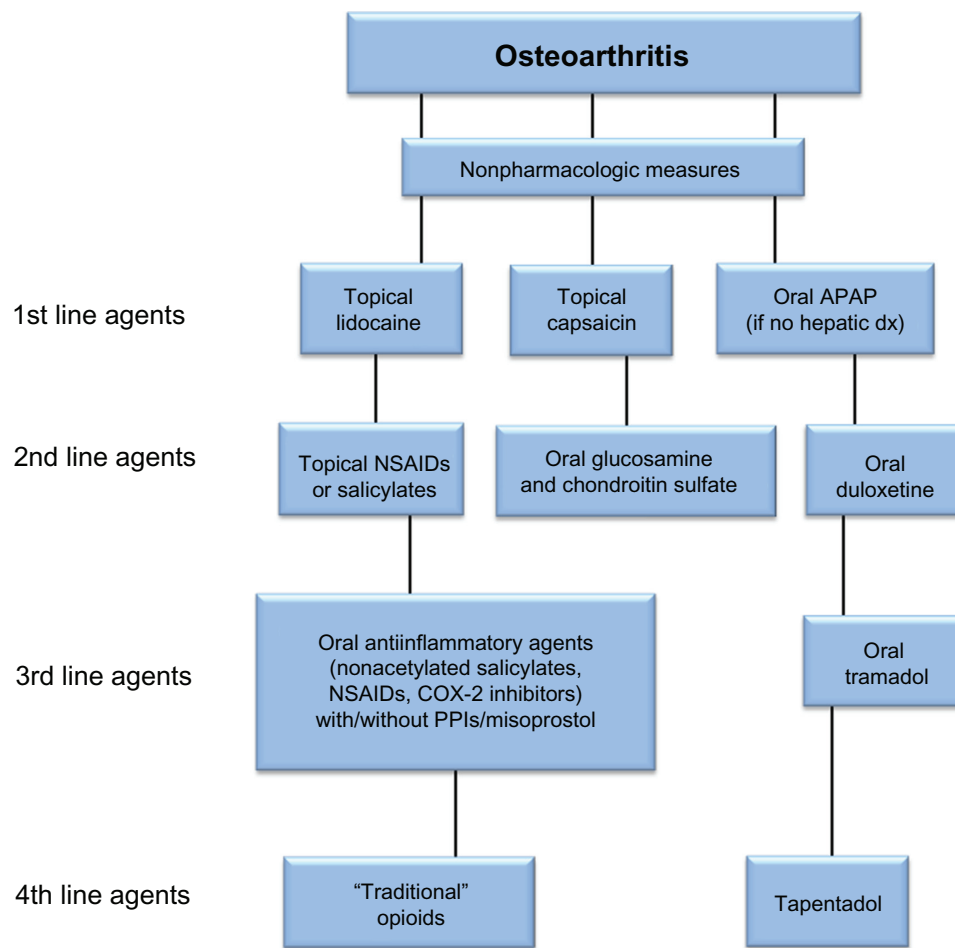 Osteoarthritis
Nonpharmacologic measures
1st line agents
Topical
lidocaine
Topical
capsaicin
Oral APAP
(if no hepatic dx)
2nd line agents
Topical NSAIDs
or salicylates
Oral glucosamine
and chondroitin sulfate
Oral
duloxetine
3rd line agents
Oral antiinflammatory agents
(nonacetylated salicylates,
NSAIDs, COX-2 inhibitors)
with/without PPIs/misoprostol
Oral
tramadol
4th line agents
“Traditional”
opioids
Tapentadol